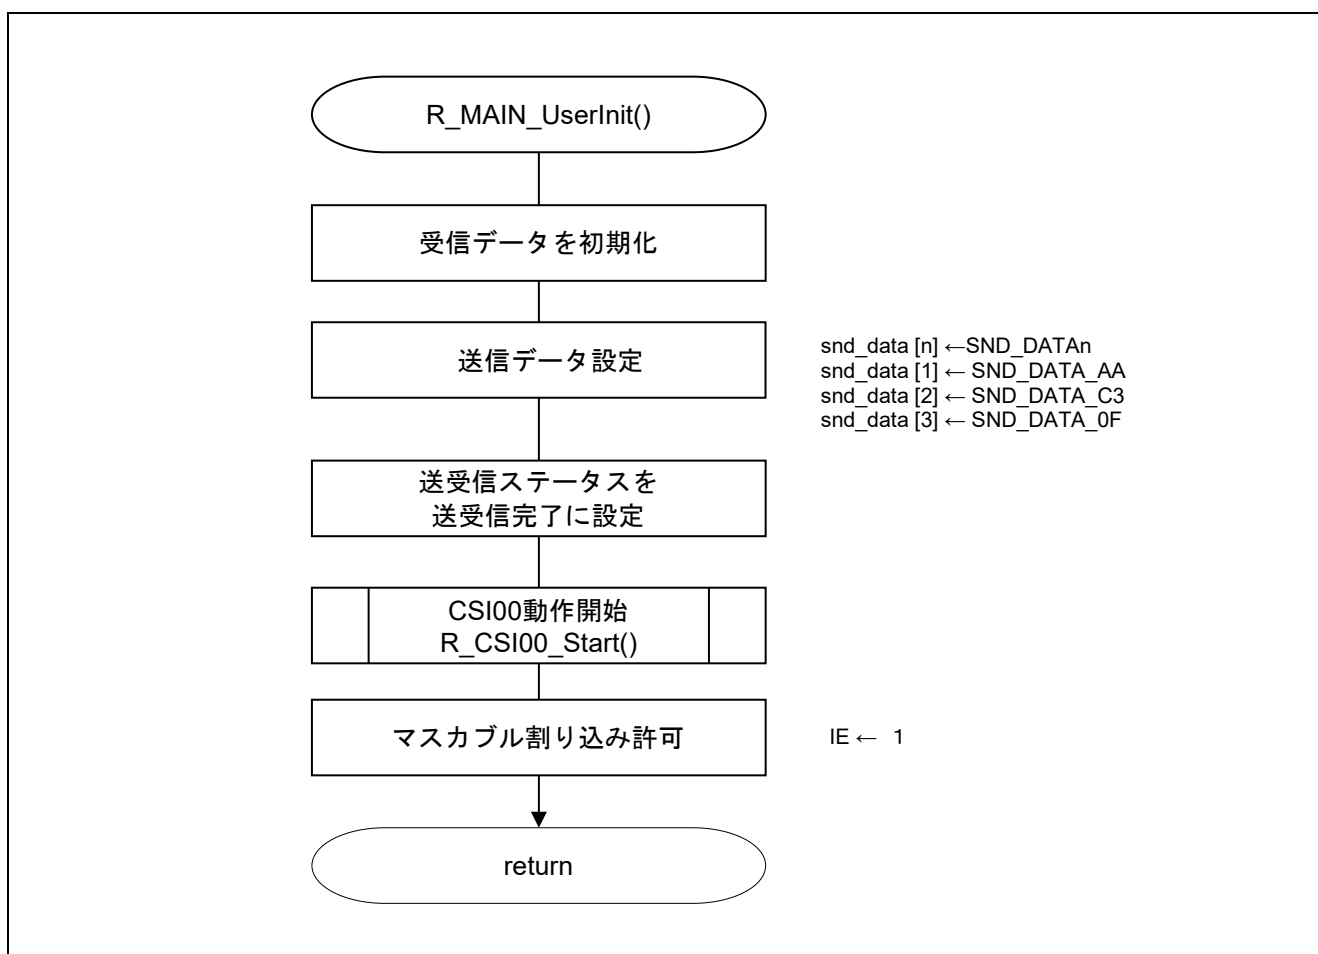 R_MAIN_UserInit()
受信データを初期化
送信データ設定
snd_data [n] ←SND_DATAn
snd_data [1] ← SND_DATA_AA
snd_data [2] ← SND_DATA_C3
snd_data [3] ← SND_DATA_0F
送受信ステータスを
送受信完了に設定
CSI00動作開始
R_CSI00_Start()
マスカブル割り込み許可
IE ← 1
return